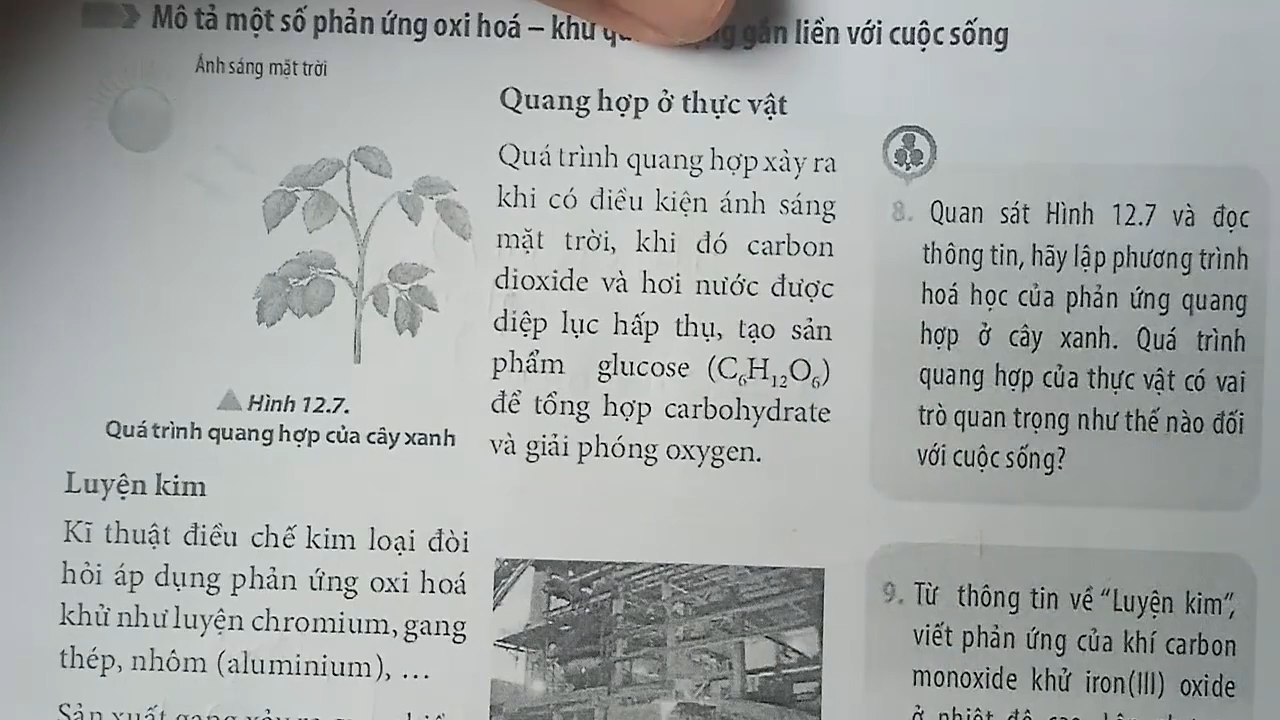 Mô tả một số phản ứng oxi hoá – khử gắn liền với cuộc sống
Ánh sáng mặt trời
Quang hợp ở thực vật
Quá trình quang hợp xảy ra
khi có điều kiện ánh sáng
mặt trời, khi đó carbon
dioxide và hơi nước được
diệp lục hấp thụ, tạo sản
phẩm glucose (C₆H₁₂O₆)
để tổng hợp carbohydrate
và giải phóng oxygen.
Hình 12.7.
Quá trình quang hợp của cây xanh
Luyện kim
Kĩ thuật điều chế kim loại đòi
hỏi áp dụng phản ứng oxi hoá
khử như luyện chromium, gang
thép, nhôm (aluminium), ...
Sản xuất gang xảy ra
8. Quan sát Hình 12.7 và đọc
thông tin, hãy lập phương trình
hoá học của phản ứng quang
hợp ở cây xanh. Quá trình
quang hợp của thực vật có vai
trò quan trọng như thế nào đối
với cuộc sống?
9. Từ thông tin về "Luyện kim",
viết phản ứng của khí carbon
monoxide khử iron(III) oxide
ở nhiệt độ cao